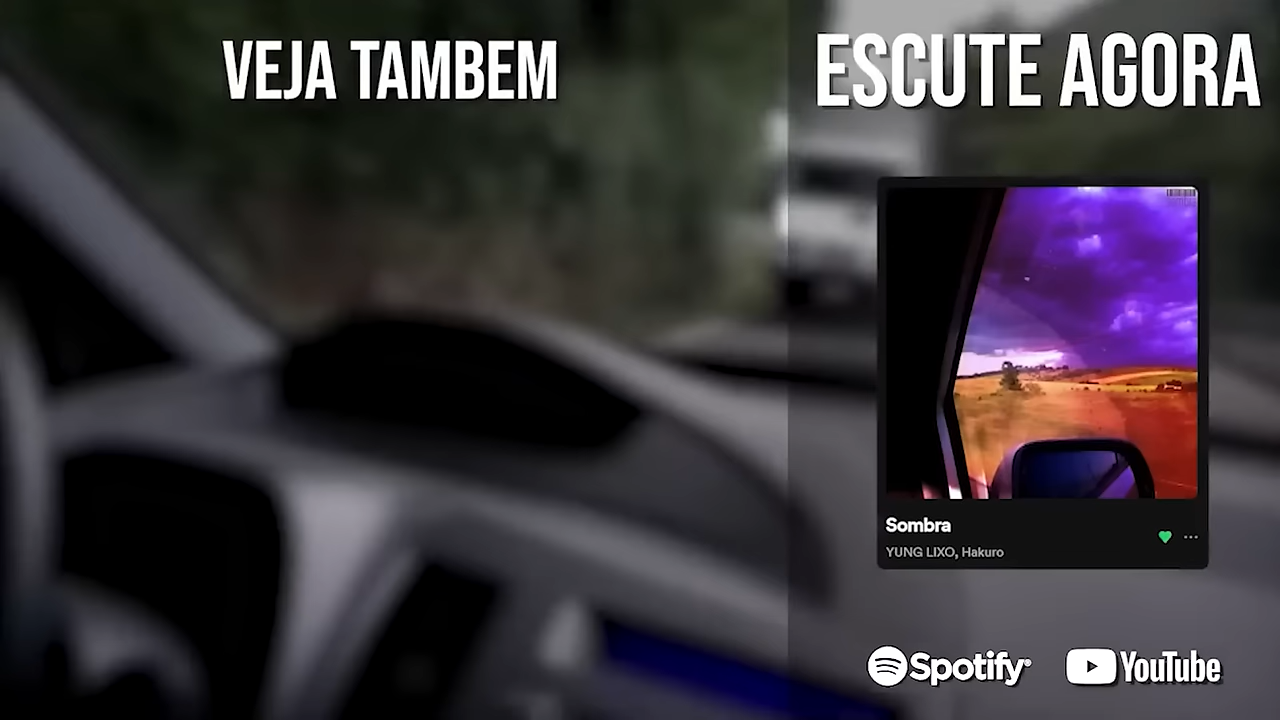 VEJA TAMBEM
ESCUTE AGORA
Sombra
YUNG LIXO, Hakuro
Spotify
YouTube